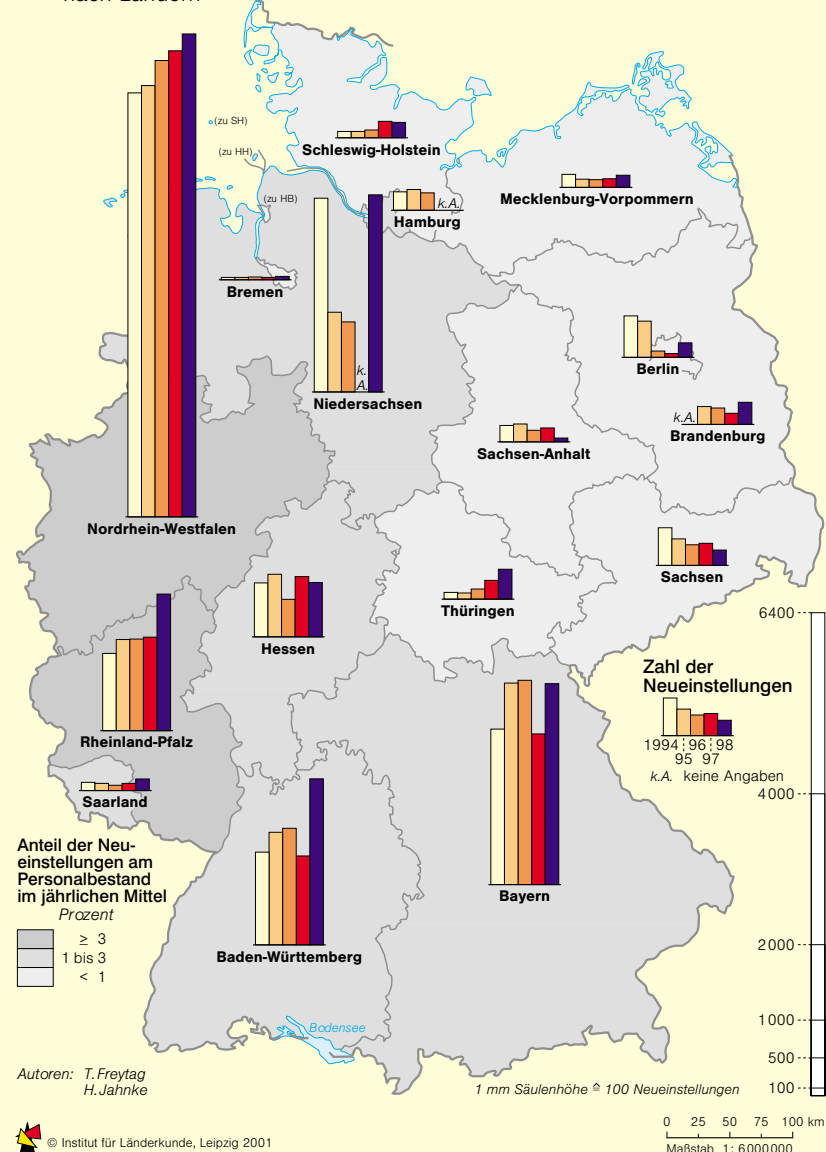 nach Ländern
(zu SH)
(zu HH)
Schleswig-Holstein
Mecklenburg-Vorpommern
(zu HB)
k.A.
Hamburg
Bremen
k.
A.
Niedersachsen
Berlin
k.A.
Brandenburg
Sachsen-Anhalt
Nordrhein-Westfalen
Sachsen
Thüringen
Hessen
Rheinland-Pfalz
Saarland
Baden-Württemberg
Bayern
Bodensee
Zahl der
Neueinstellungen
1994 96 98
95 97
k.A. keine Angaben
6400
4000
2000
1000
500
100
Anteil der Neu-
einstellungen am
Personalbestand
im jährlichen Mittel
Prozent
≥ 3
1 bis 3
< 1
Autoren: T. Freytag
H. Jahnke
1 mm Säulenhöhe ≙ 100 Neueinstellungen
© Institut für Länderkunde, Leipzig 2001
0 25 50 75 100 km
Maßstab 1: 6000000